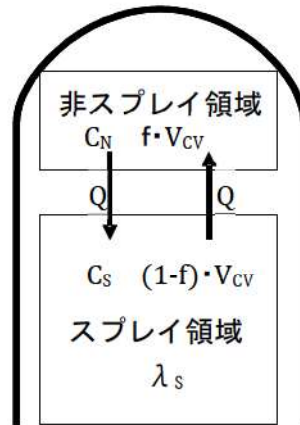 非スプレイ領域
C_N f・V_CV
Q Q
C_S (1-f)・V_CV
スプレイ領域
λ_S